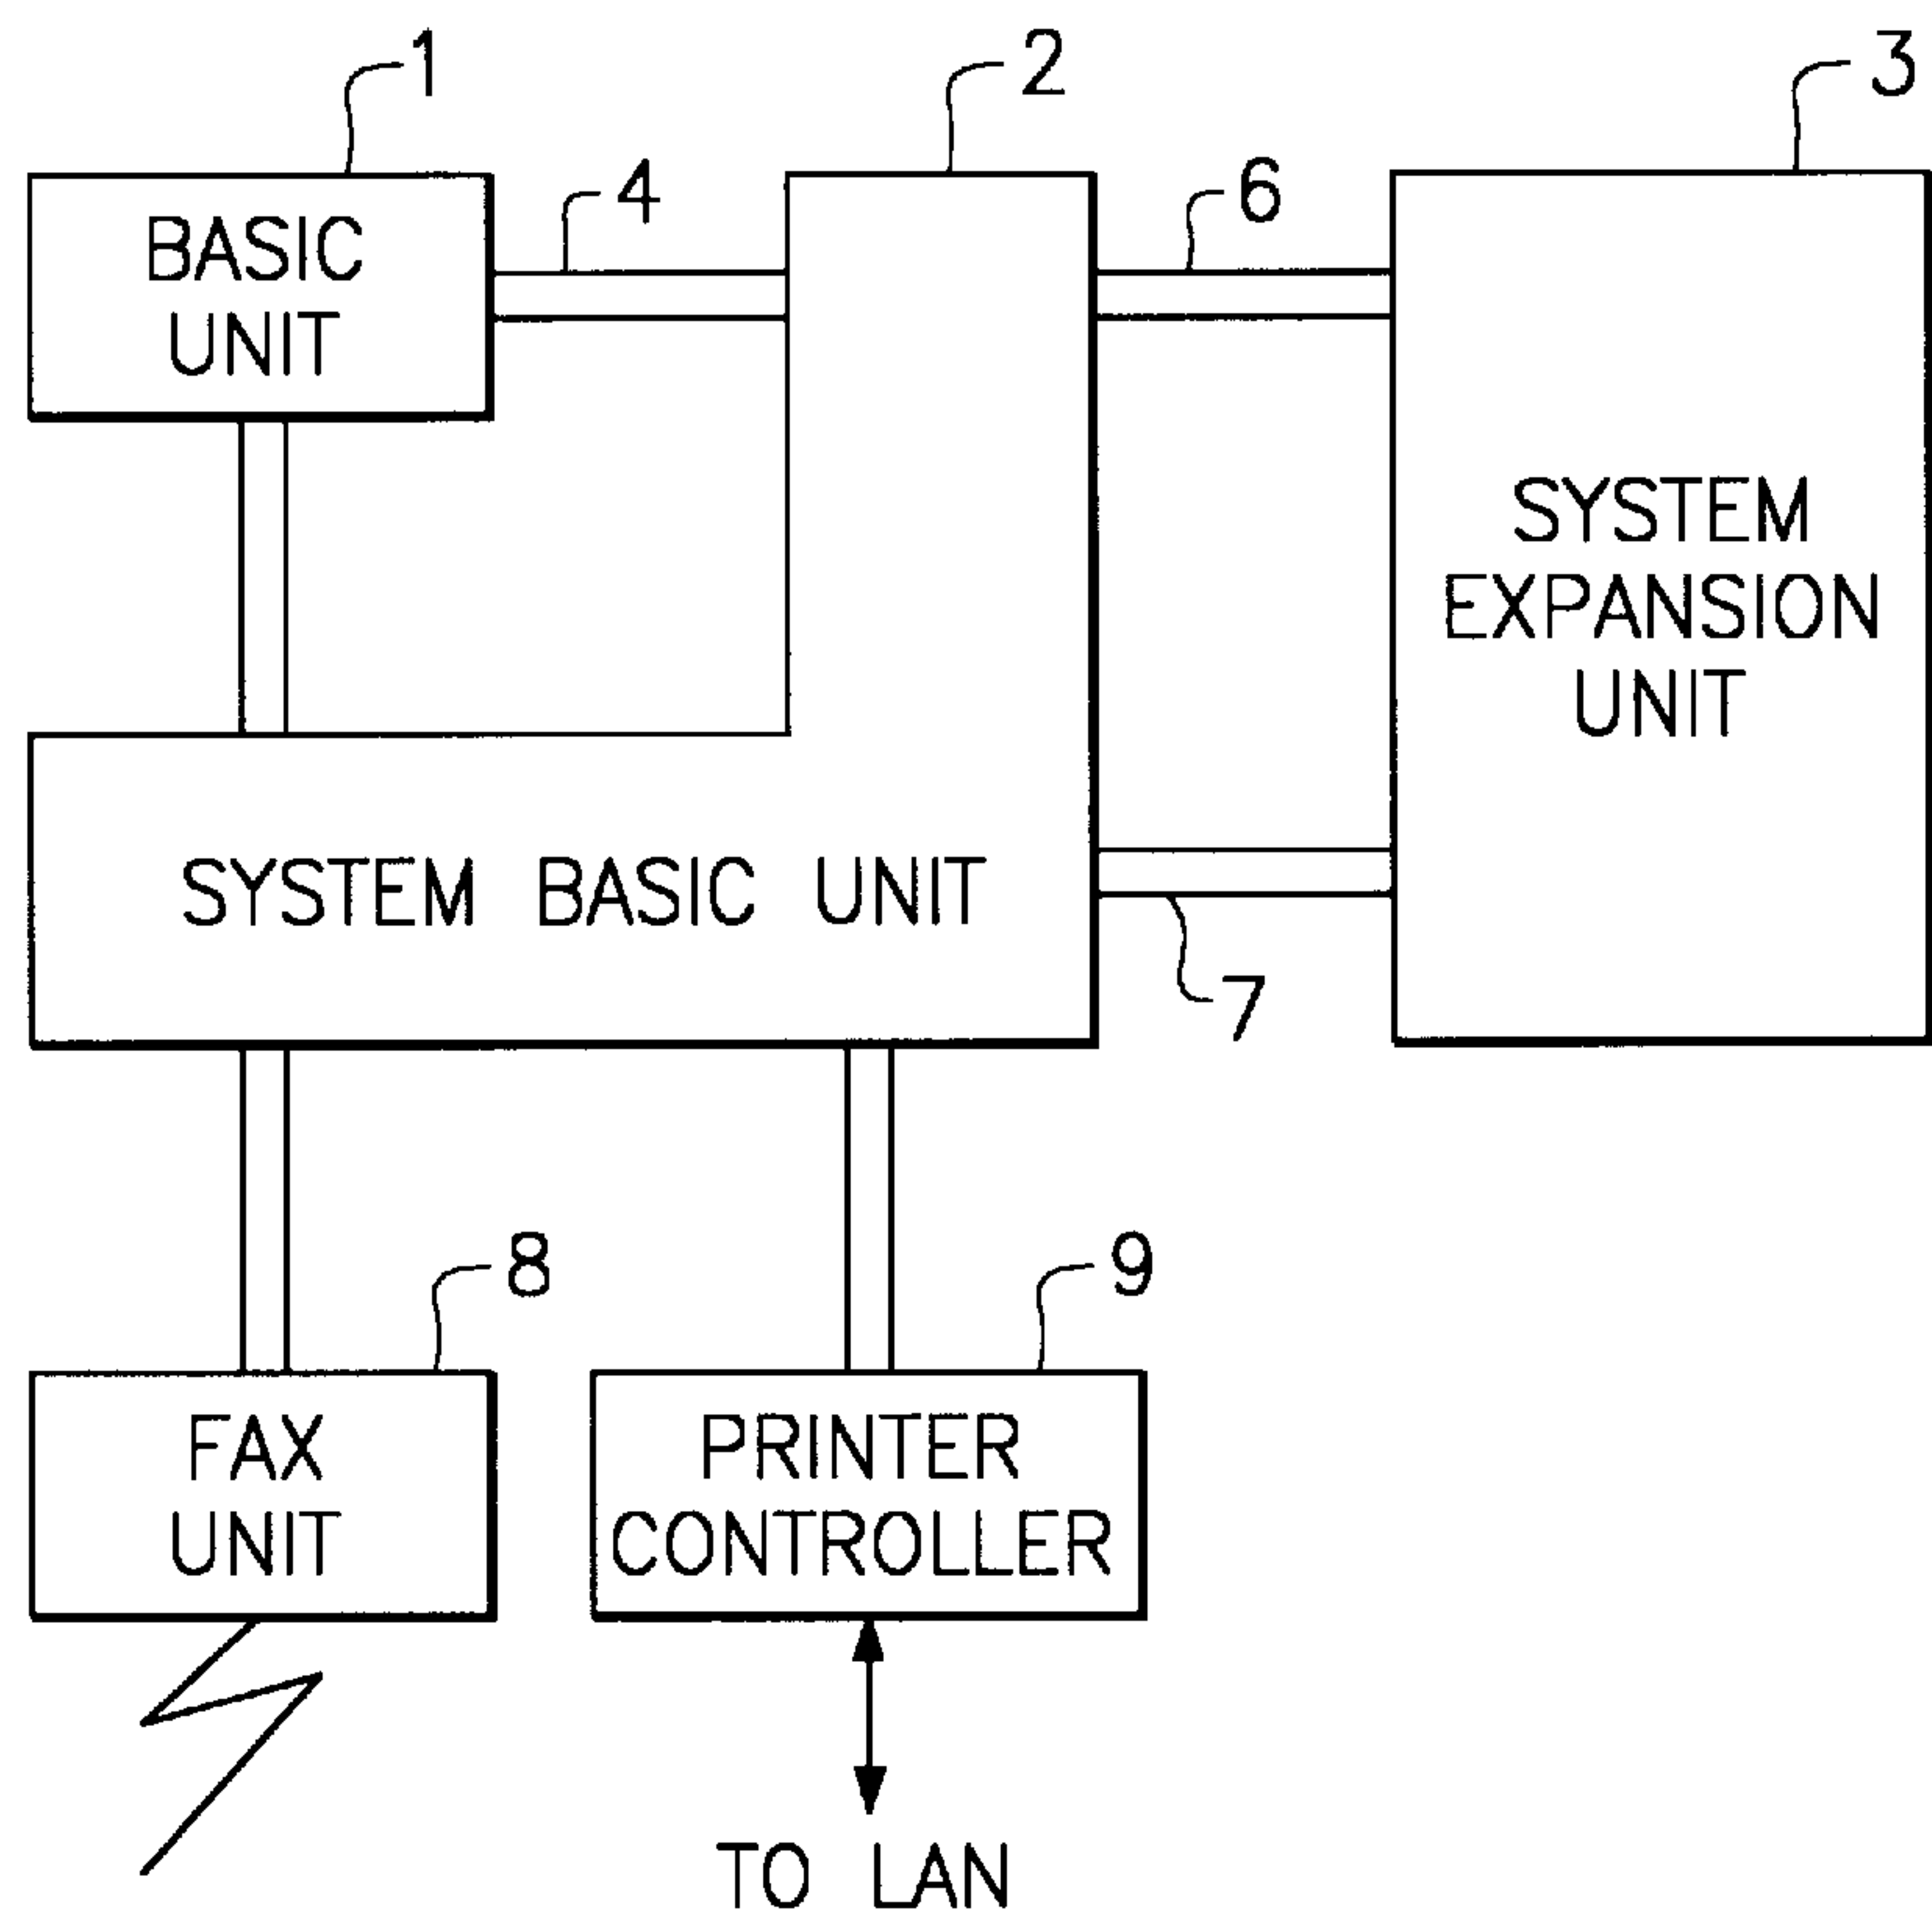 1
2
3
4
6
BASIC
UNIT
SYSTEM
EXPANSION
UNIT
SYSTEM BASIC UNIT
7
8
9
FAX
UNIT
PRINTER
CONTROLLER
TO LAN